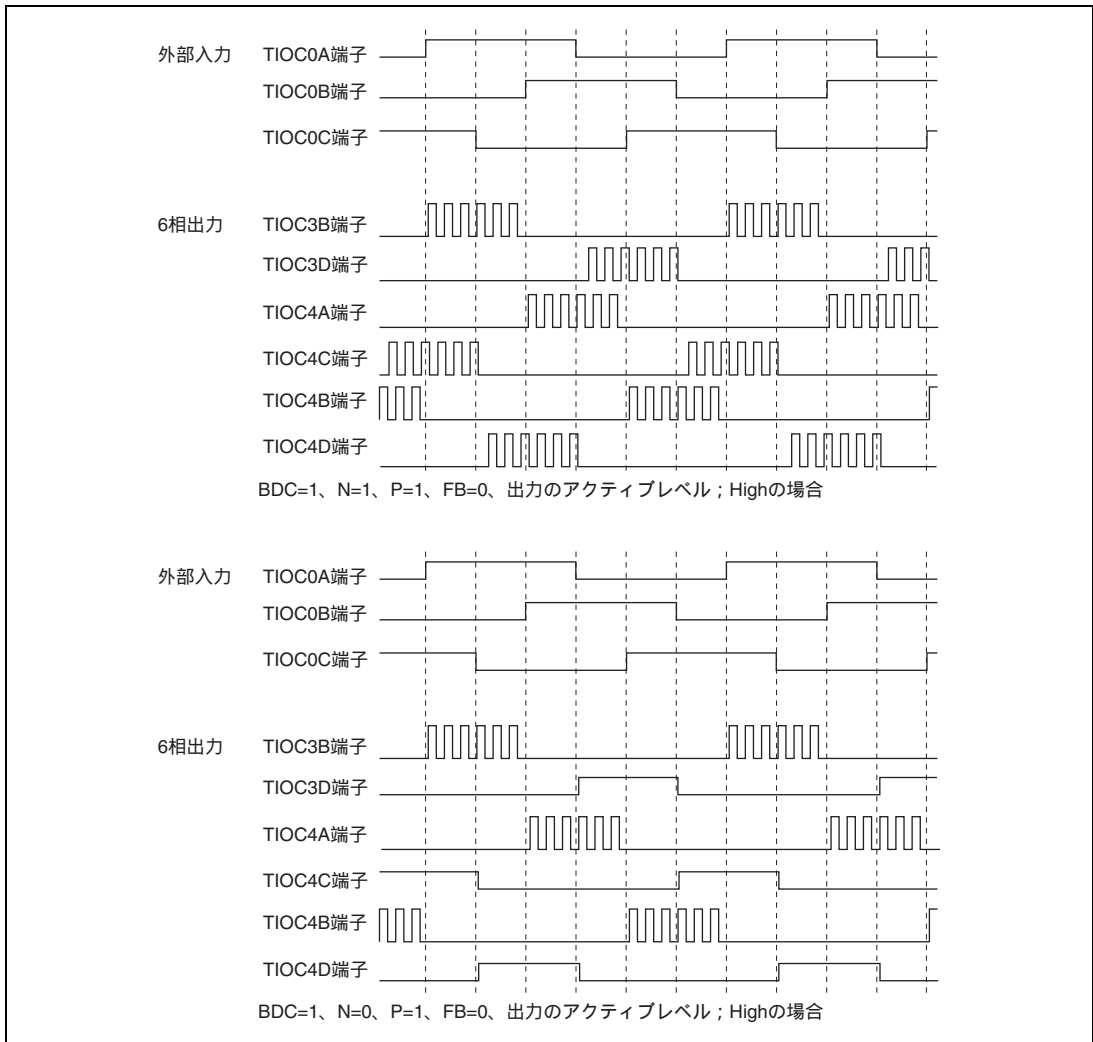 外部入力 TIOC0A端子
TIOC0B端子
TIOC0C端子
6相出力 TIOC3B端子
TIOC3D端子
TIOC4A端子
TIOC4C端子
TIOC4B端子
TIOC4D端子
BDC=1、N=1、P=1、FB=0、出力のアクティブレベル；Highの場合
外部入力 TIOC0A端子
TIOC0B端子
TIOC0C端子
6相出力 TIOC3B端子
TIOC3D端子
TIOC4A端子
TIOC4C端子
TIOC4B端子
TIOC4D端子
BDC=1、N=0、P=1、FB=0、出力のアクティブレベル；Highの場合